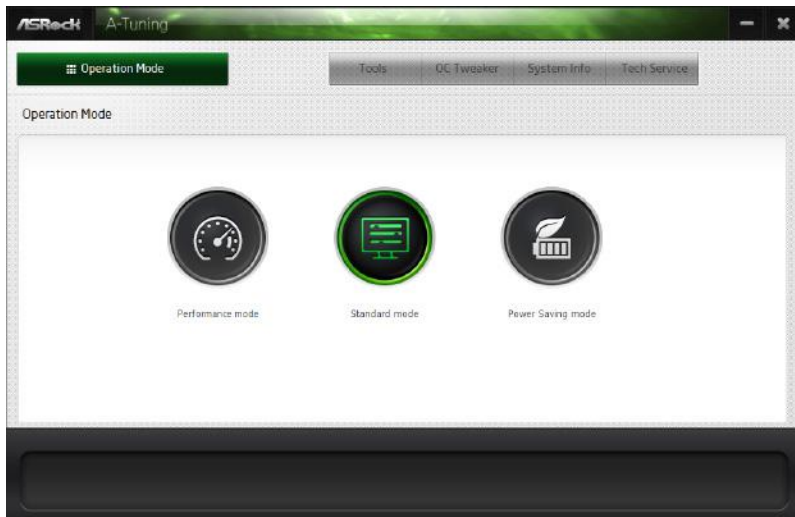 ASRock A-Tuning
Operation Mode Tools OC Tweaker System Info Tech Service
Operation Mode
Performance mode Standard mode Power Saving mode